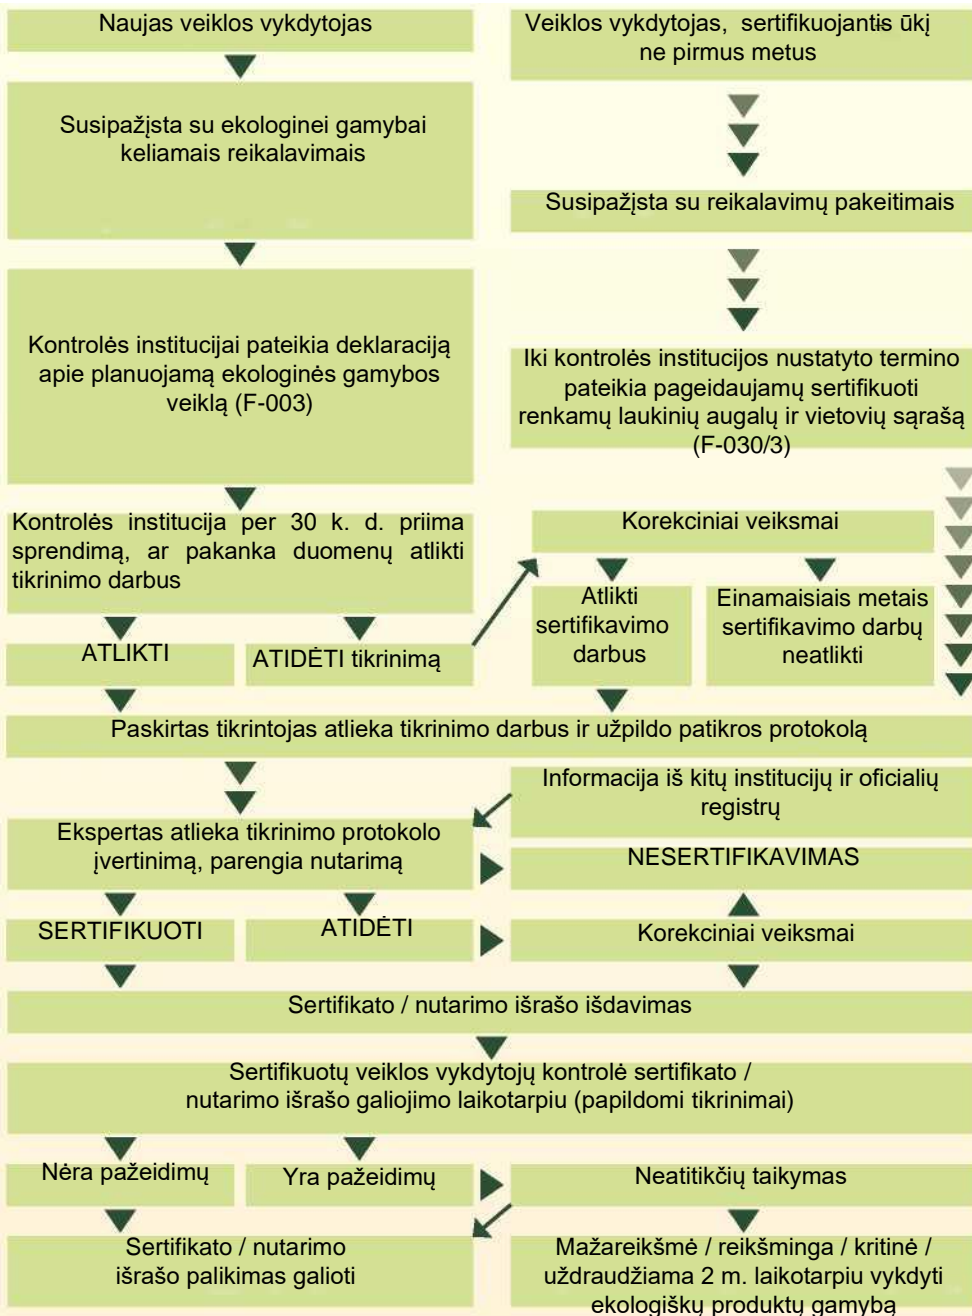 Naujas veiklos vykdytojas
Veiklos vykdytojas, sertifikuojantis ūkį
ne pirmus metus
Susipažįsta su ekologinei gamybai
keliamais reikalavimais
Susipažįsta su reikalavimų pakeitimais
Kontrolės institucijai pateikia deklaraciją
apie planuojamą ekologinės gamybos
veiklą (F-003)
Iki kontrolės institucijos nustatyto termino
pateikia pageidaujamų sertifikuoti
renkamų laukinių augalų ir vietovių sąrašą
(F-030/3)
Kontrolės institucija per 30 k. d. priima
sprendimą, ar pakanka duomenų atlikti
tikrinimo darbus
Korekciniai veiksmai
ATLIKTI
ATIDĖTI tikrinimą
Atlikti
sertifikavimo
darbus
Einamaisiais metais
sertifikavimo darbų
neatlikti
Paskirtas tikrintojas atlieka tikrinimo darbus ir užpildo patikros protokolą
Informacija iš kitų institucijų ir oficialių
registrų
Ekspertas atlieka tikrinimo protokolo
įvertinimą, parengia nutarimą
NESERTIFIKAVIMAS
SERTIFIKUOTI
ATIDĖTI
Korekciniai veiksmai
Sertifikato / nutarimo išrašo išdavimas
Sertifikuotų veiklos vykdytojų kontrolė sertifikato /
nutarimo išrašo galiojimo laikotarpiu (papildomi tikrinimai)
Nėra pažeidimų
Yra pažeidimų
Neatitikčių taikymas
Sertifikato / nutarimo
išrašo palikimas galioti
Mažareikšmė / reikšminga / kritinė /
uždraudžiama 2 m. laikotarpiu vykdyti
ekologiškų produktų gamybą